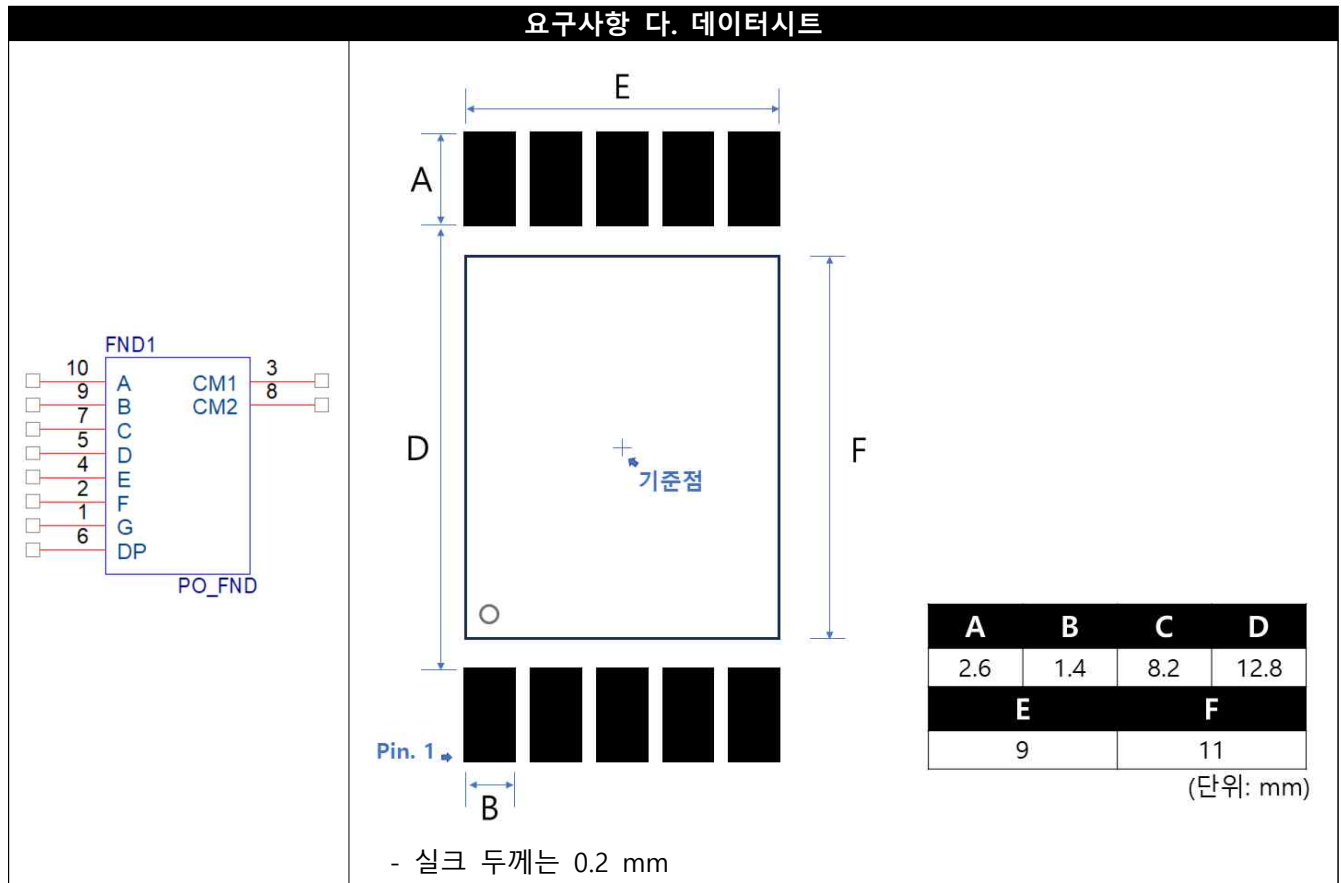 요구사항 다. 데이터시트
FND1
10 A CM1 3
9 B CM2 8
7 C
5 D
4 E
2 F
1 G
6 DP
PO_FND
E
A
D
F
기준점
Pin. 1
B
- 실크 두께는 0.2 mm
A B C D
2.6 1.4 8.2 12.8
E F
9 11
(단위: mm)